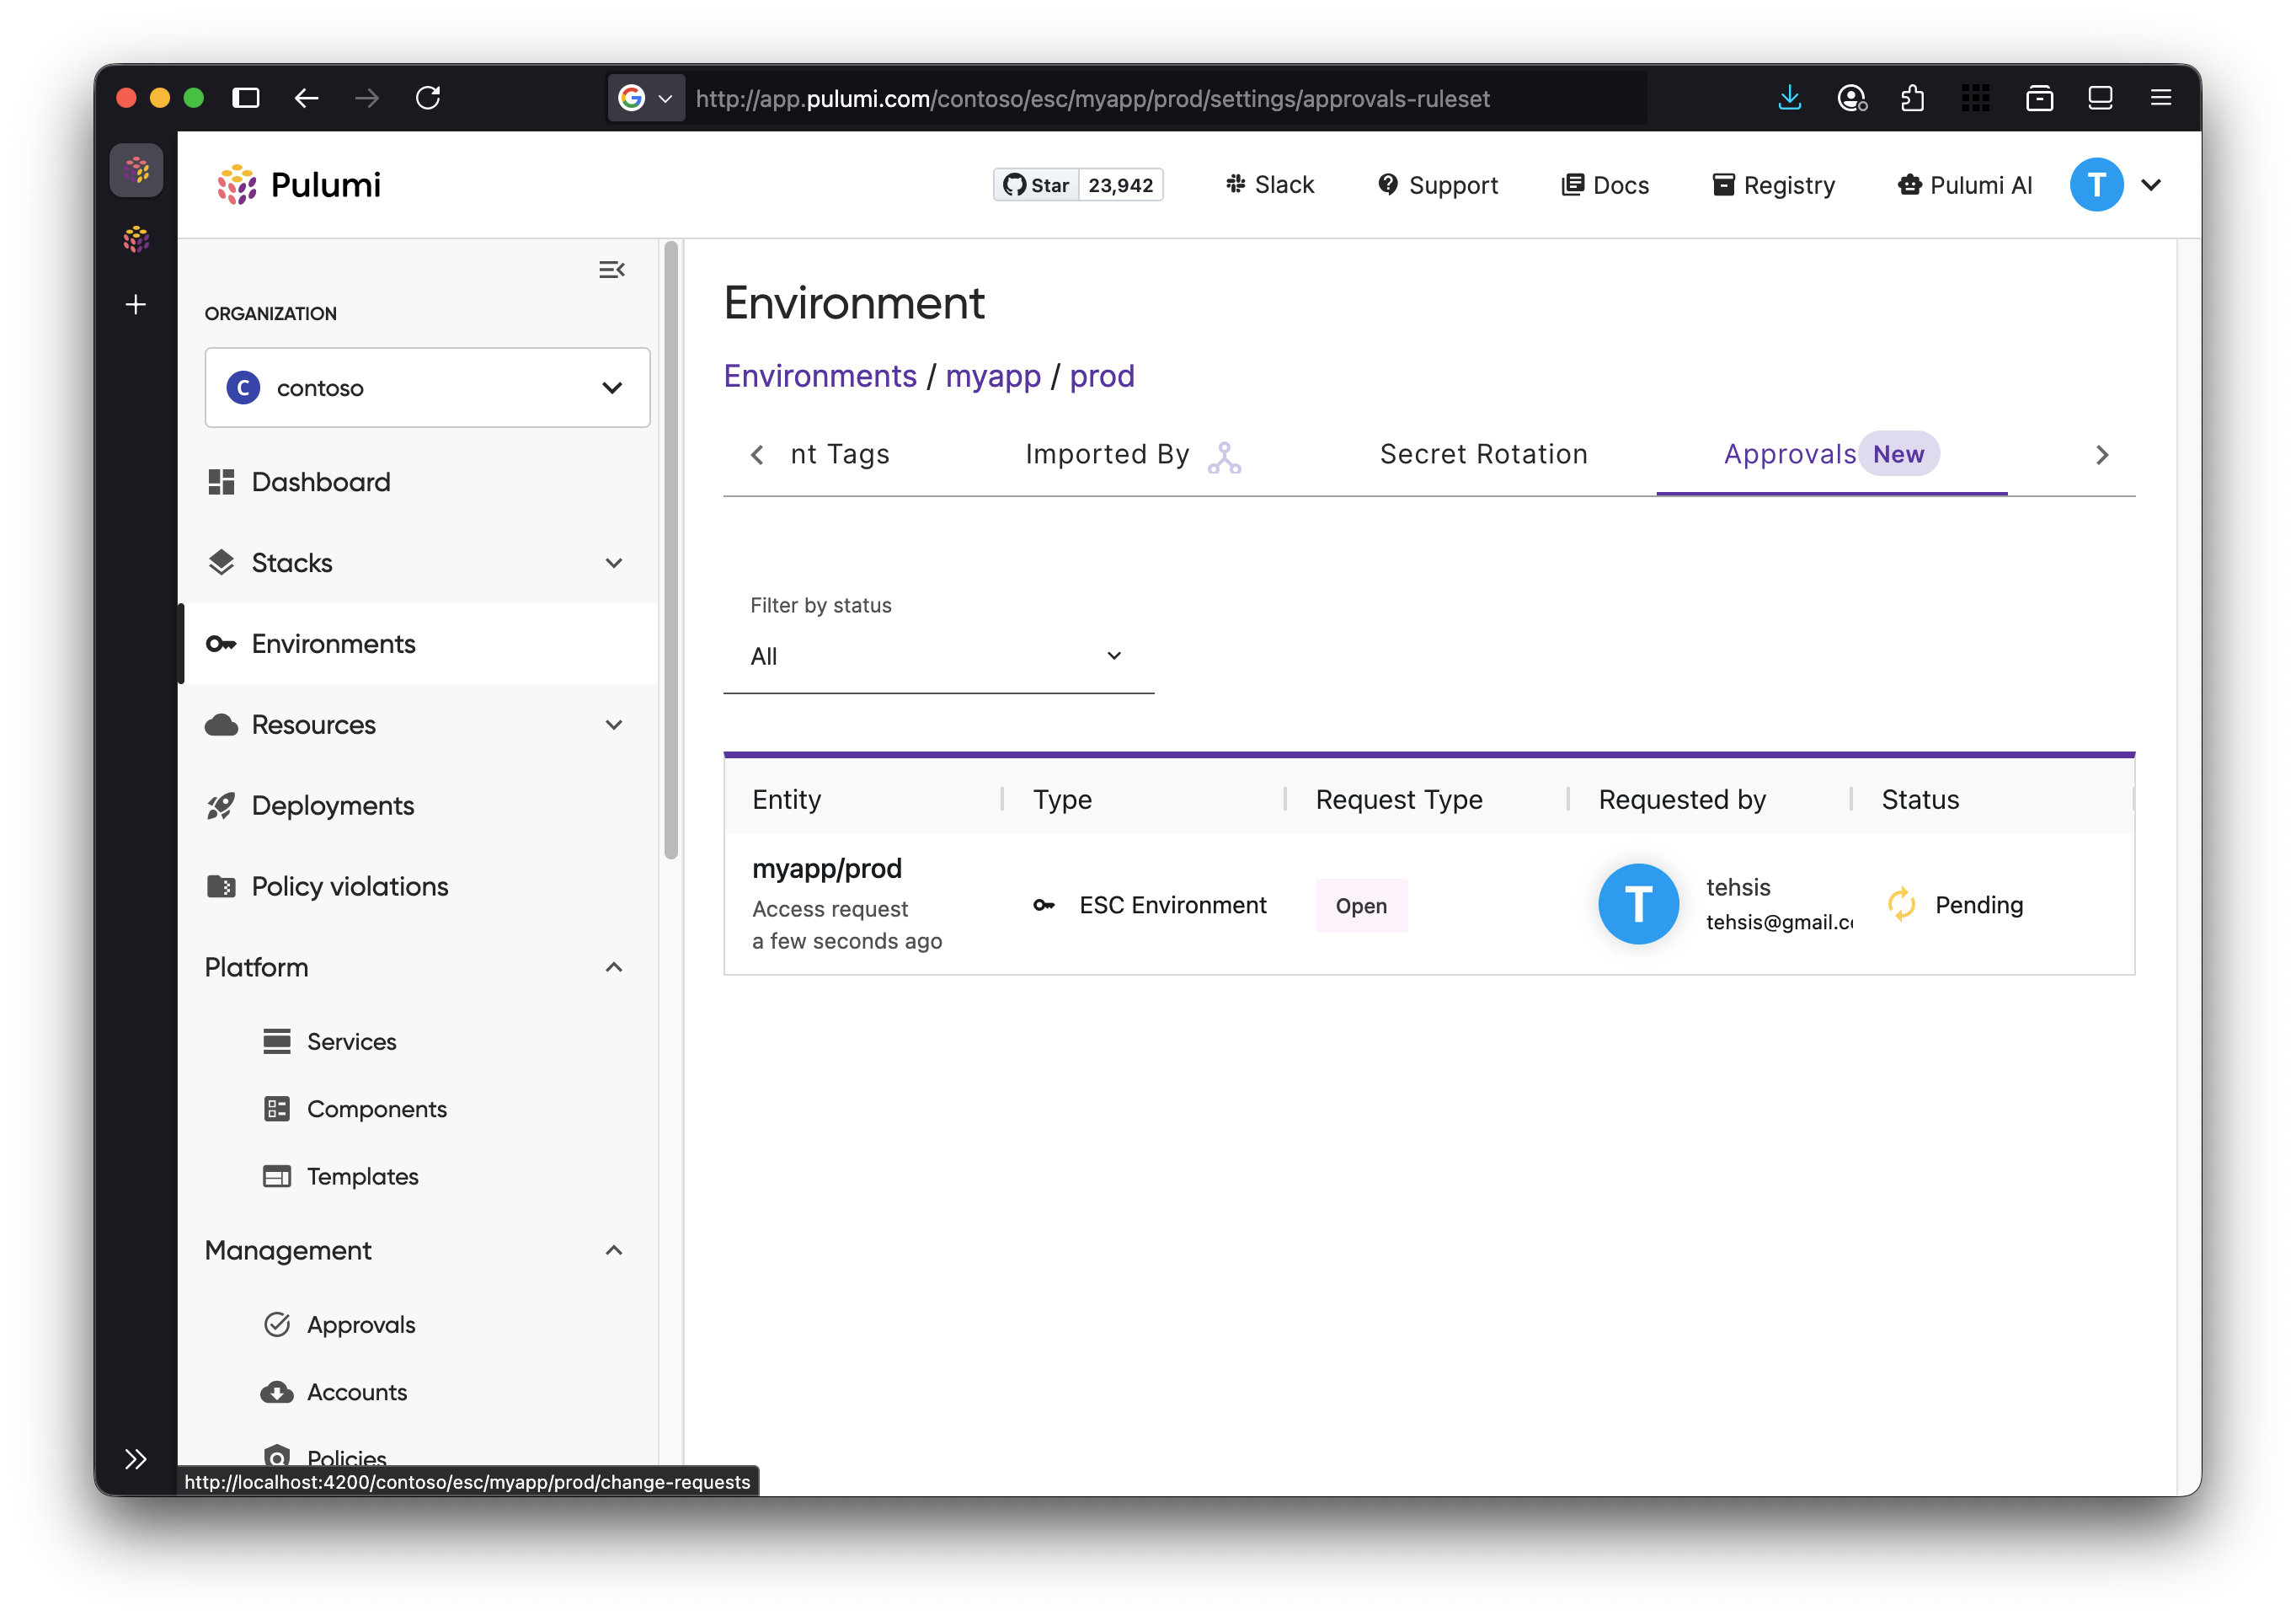 http://app.pulumi.com/contoso/esc/myapp/prod/settings/approvals-ruleset
Pulumi
Star 23,942
Slack
Support
Docs
Registry
Pulumi AI
T
ORGANIZATION
C contoso
Dashboard
Stacks
Environments
Resources
Deployments
Policy violations
Platform
Services
Components
Templates
Management
Approvals
Accounts
Policies
http://localhost:4200/contoso/esc/myapp/prod/change-requests
Environment
Environments / myapp / prod
nt Tags
Imported By
Secret Rotation
Approvals New
Filter by status
All
Entity
Type
Request Type
Requested by
Status
myapp/prod
Access request
a few seconds ago
ESC Environment
Open
T
tehsis
tehsis@gmail.c
Pending